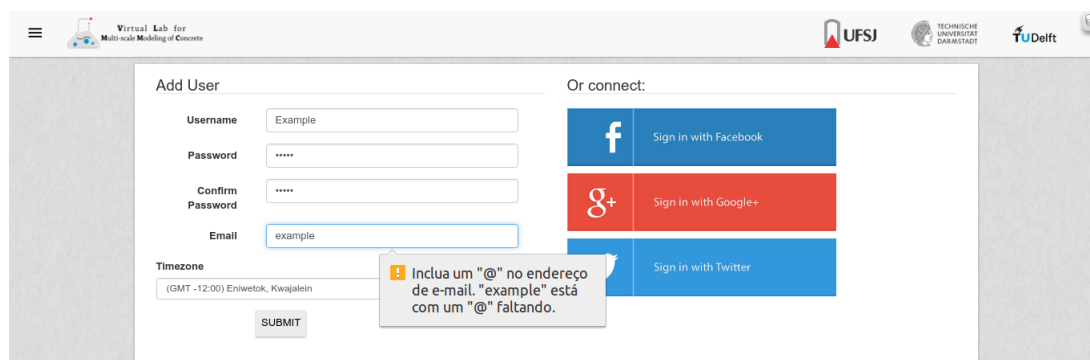 Virtual Lab for
Multi-scale Modeling of Concrete
UFSJ
TECHNISCHE
UNIVERSITÄT
DARMSTADT
TUDelft
Add User
Username
Example
Password
•••••
Confirm
Password
•••••
Email
example
Timezone
(GMT -12:00) Eniwetok, Kwajalein
SUBMIT
Inclua um "@" no endereço
de e-mail. "example" está
com um "@" faltando.
Or connect:
f
Sign in with Facebook
g+
Sign in with Google+
Sign in with Twitter